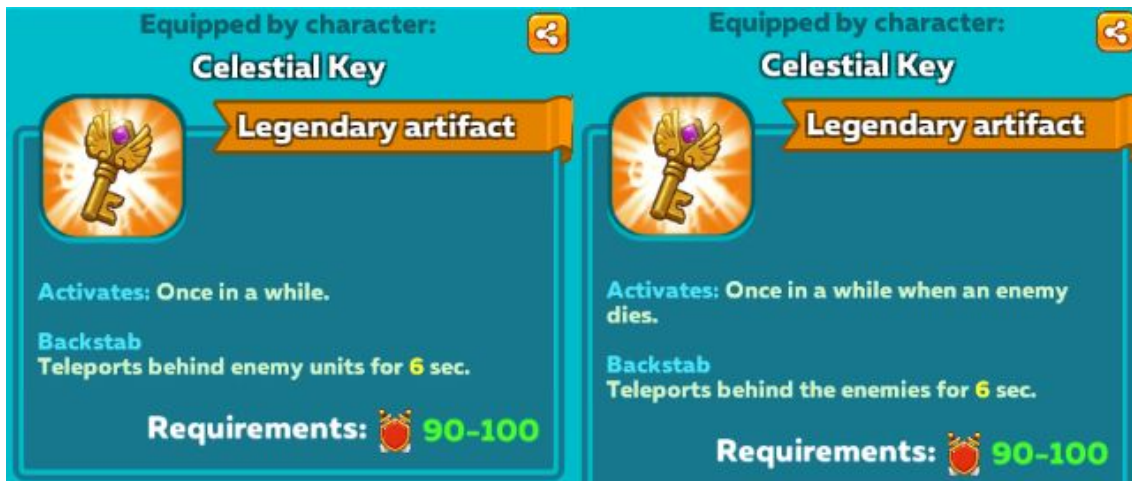 Equipped by character:
Celestial Key
Legendary artifact
Activates: Once in a while.
Backstab
Teleports behind enemy units for 6 sec.
Requirements: 90-100
Equipped by character:
Celestial Key
Legendary artifact
Activates: Once in a while when an enemy
dies.
Backstab
Teleports behind the enemies for 6 sec.
Requirements: 90-100